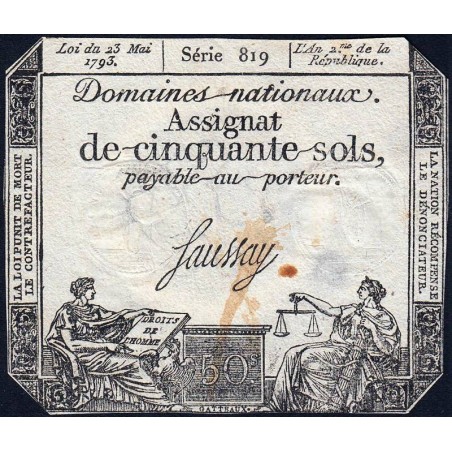 Loi du 23 Mai
1793.
Série 819
L'An 2.me de la
République.
Domaines nationaux.
Assignat
de cinquante sols,
payable au porteur.
LA LOI PUNIT DE MORT
LE CONTREFACTEUR.
LA NATION RÉCOMPENSE
LE DÉNONCIATEUR.
Saussay
DROITS
DE
L'HOMME
50
GATTEAUX